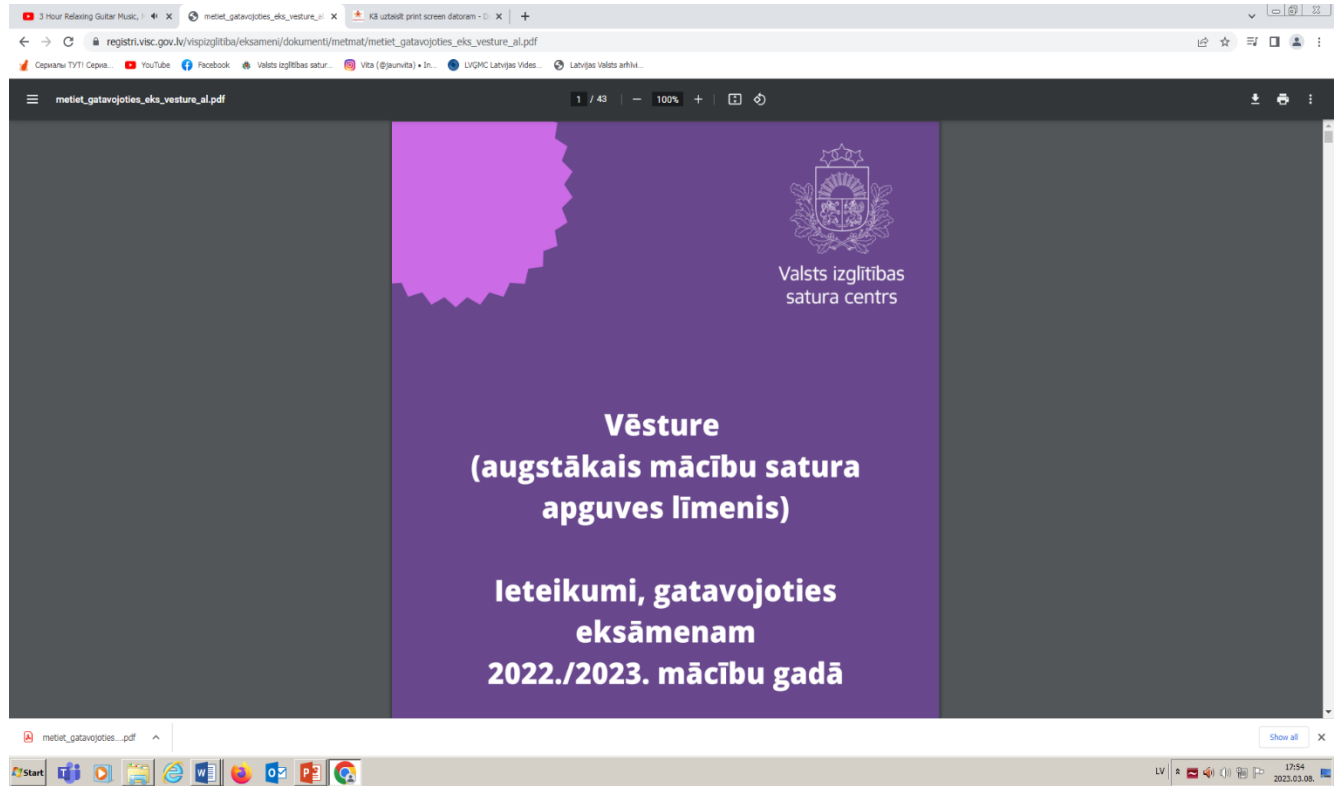 3 Hour Relaxing Guitar Music,
metiet_gatavojoties_eks_vesture_al
Kā uztaisīt print screen datoram - D
registri.visc.gov.lv/vispizglitiba/eksameni/dokumenti/metmat/metiet_gatavojoties_eks_vesture_al.pdf
Сериалы ТУТ! Сериа...
YouTube
Facebook
Valsts izglītības satur...
Vita (@jaunvita) • In...
LVĢMC Latvijas Vides...
Latvijas Valsts arhīvi...
metiet_gatavojoties_eks_vesture_al.pdf
1 / 43
100%
Valsts izglītības
satura centrs
Vēsture
(augstākais mācību satura
apguves līmenis)
Ieteikumi, gatavojoties
eksāmenam
2022./2023. mācību gadā
metiet_gatavojoties....pdf
Show all
Start
LV
17:54
2023.03.08.